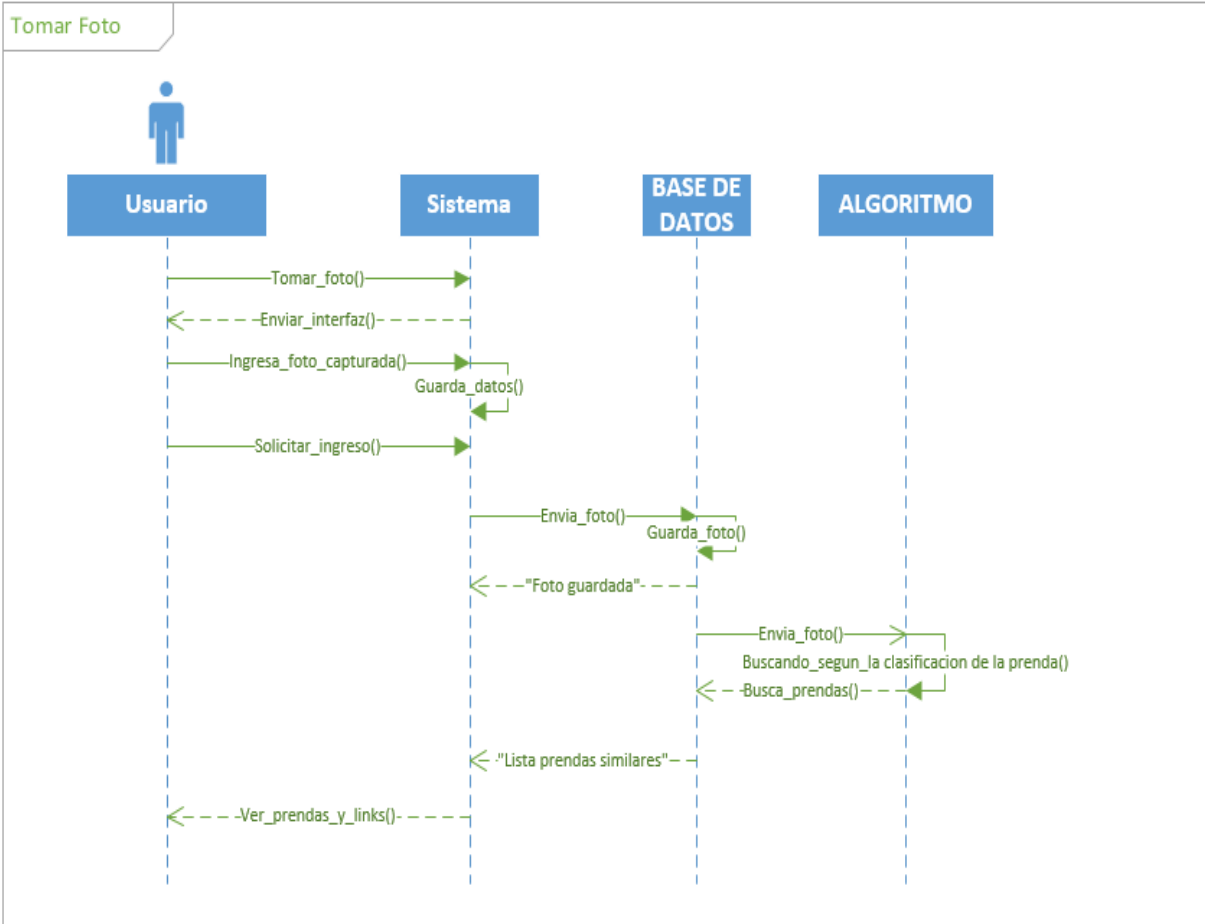 Tomar Foto
Usuario
Sistema
BASE DE
DATOS
ALGORITMO
Tomar_foto()
Enviar_interfaz()
Ingresa_foto_capturada()
Guarda_datos()
Solicitar_ingreso()
Envia_foto()
Guarda_foto()
"Foto guardada"
Envia_foto()
Buscando_segun_la clasificacion de la prenda()
Busca_prendas()
"Lista prendas similares"
Ver_prendas_y_links()